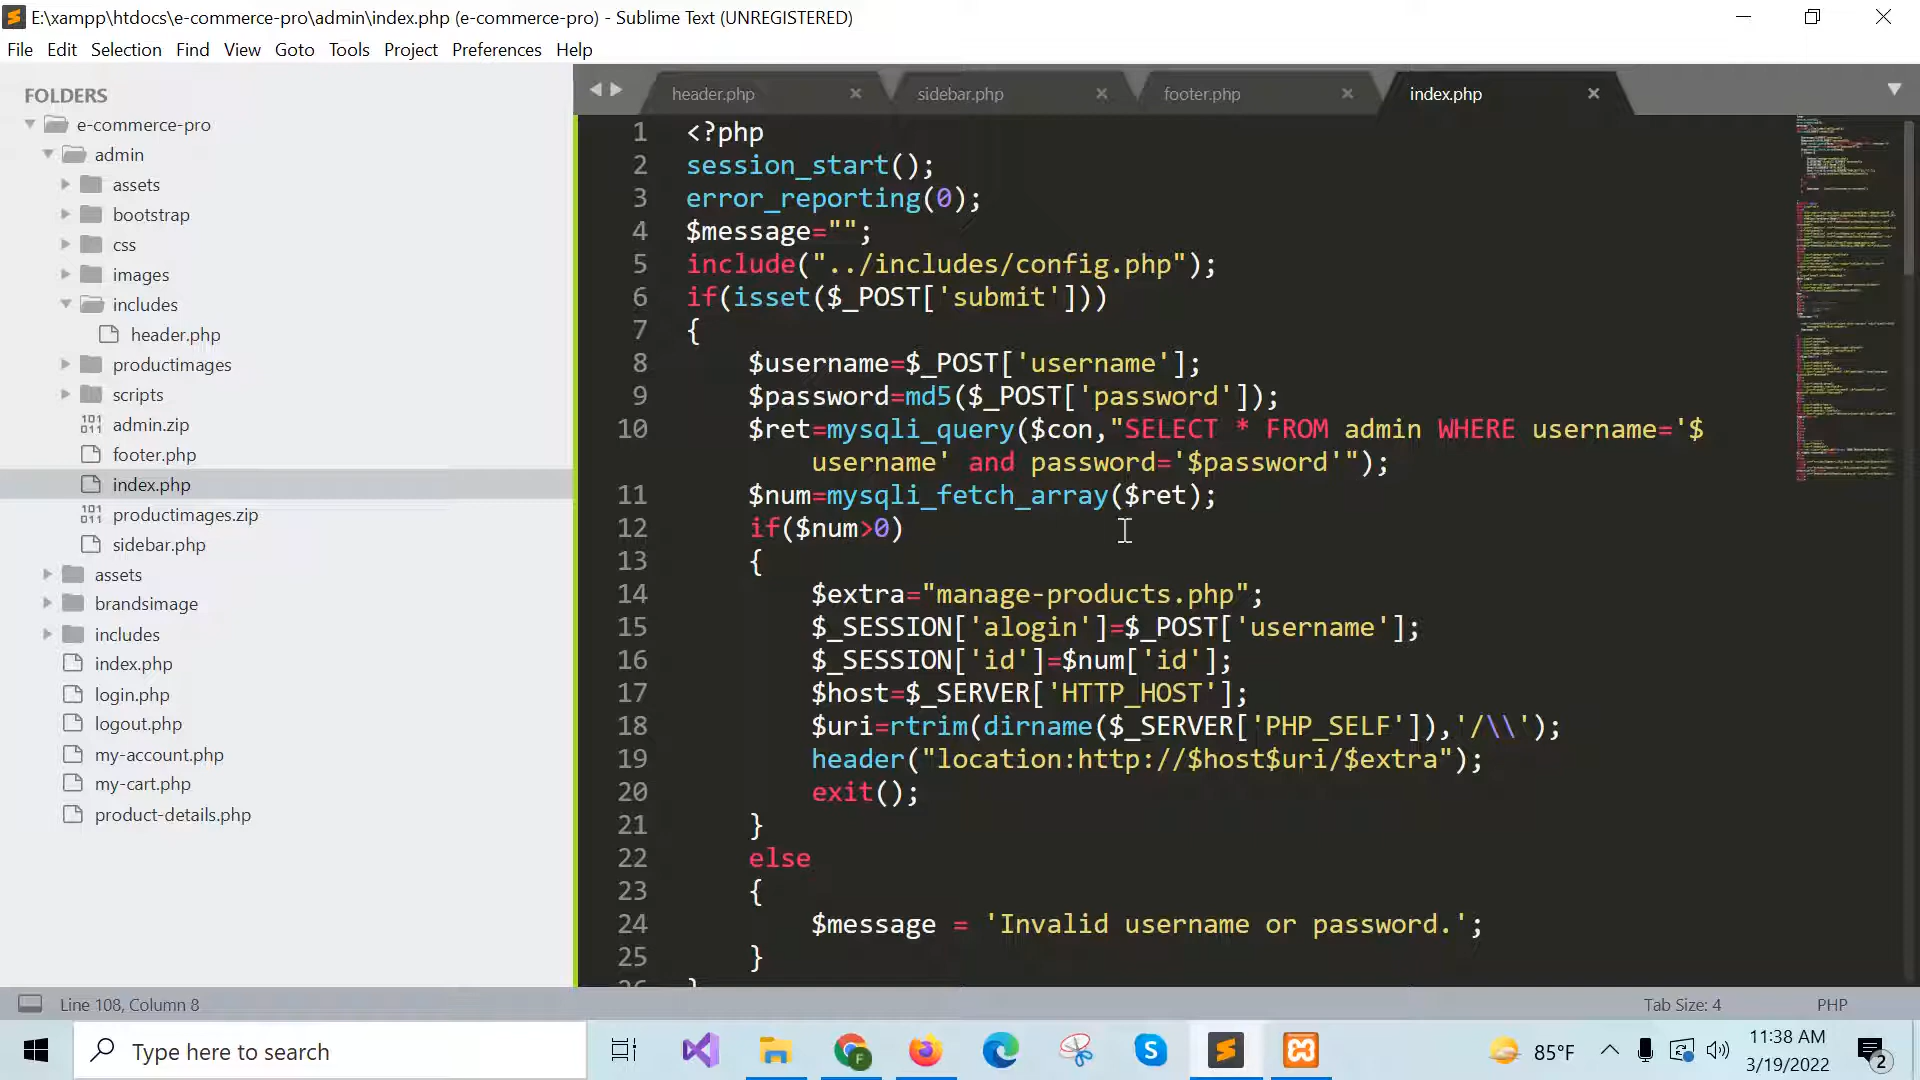 E:\xampp\htdocs\e-commerce-pro\admin\index.php (e-commerce-pro) - Sublime Text (UNREGISTERED)
File Edit Selection Find View Goto Tools Project Preferences Help
FOLDERS
e-commerce-pro
admin
assets
bootstrap
css
images
includes
header.php
productimages
scripts
admin.zip
footer.php
index.php
productimages.zip
sidebar.php
assets
brandsimage
includes
index.php
login.php
logout.php
my-account.php
my-cart.php
product-details.php
header.php sidebar.php footer.php index.php
1 <?php
2 session_start();
3 error_reporting(0);
4 $message="";
5 include("../includes/config.php");
6 if(isset($_POST['submit']))
7 {
8 $username=$_POST['username'];
9 $password=md5($_POST['password']);
10 $ret=mysqli_query($con,"SELECT * FROM admin WHERE username='$
username' and password='$password'");
11 $num=mysqli_fetch_array($ret);
12 if($num>0)
13 {
14 $extra="manage-products.php";
15 $_SESSION['alogin']=$_POST['username'];
16 $_SESSION['id']=$num['id'];
17 $host=$_SERVER['HTTP_HOST'];
18 $uri=rtrim(dirname($_SERVER['PHP_SELF']),'/\\');
19 header("location:http://$host$uri/$extra");
20 exit();
21 }
22 else
23 {
24 $message = 'Invalid username or password.';
25 }
Line 108, Column 8
Tab Size: 4 PHP
Type here to search
85°F
11:38 AM
3/19/2022
2